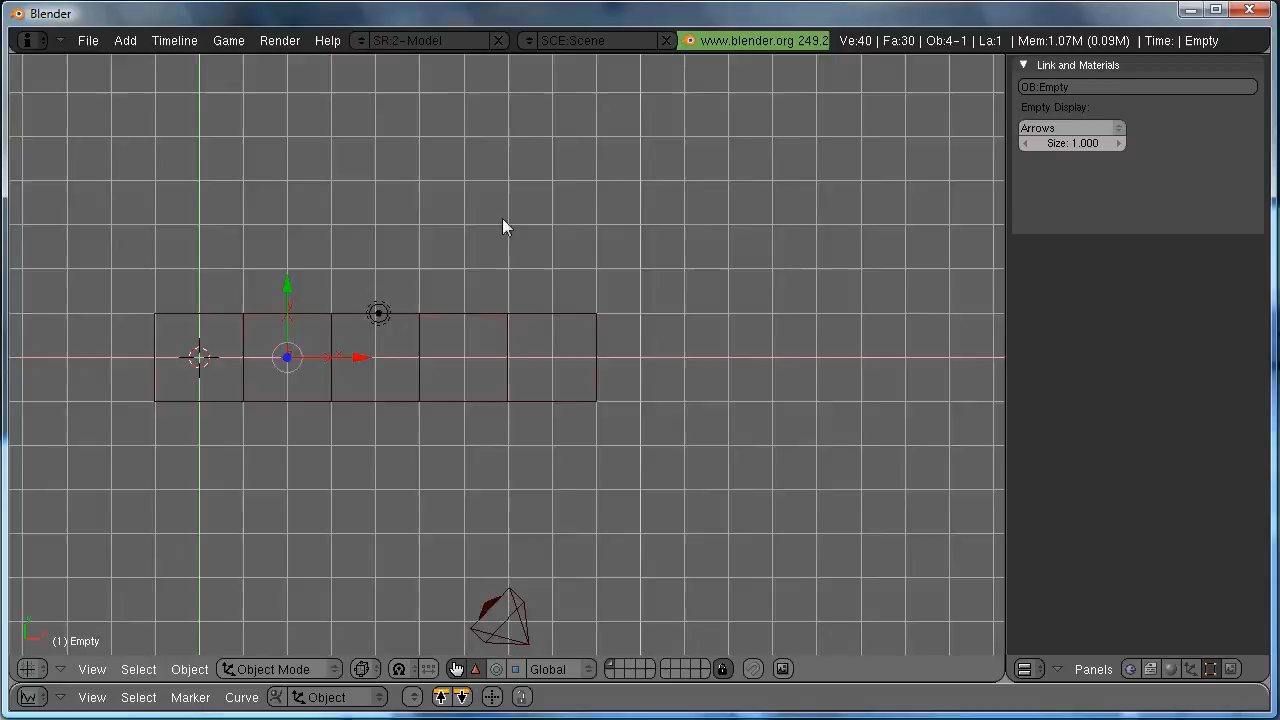 Blender
File Add Timeline Game Render Help SR:2-Model SCE:Scene www.blender.org 249.2 Ve:40 | Fa:30 | Ob:4-1 | La:1 | Mem:1.07M (0.09M) | Time: | Empty
Link and Materials
OB:Empty
Empty Display:
Arrows
Size: 1.000
(1) Empty
View Select Object Object Mode Global Panels
View Select Marker Curve Object